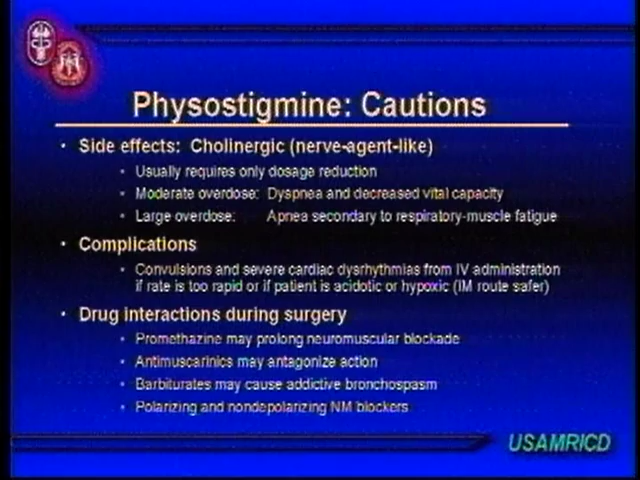 Physostigmine: Cautions
• Side effects: Cholinergic (nerve-agent-like)
• Usually requires only dosage reduction
• Moderate overdose: Dyspnea and decreased vital capacity
• Large overdose: Apnea secondary to respiratory-muscle fatigue
• Complications
• Convulsions and severe cardiac dysrhythmias from IV administration
if rate is too rapid or if patient is acidotic or hypoxic (IM route safer)
• Drug interactions during surgery
• Promethazine may prolong neuromuscular blockade
• Antimuscarinics may antagonize action
• Barbiturates may cause addictive bronchospasm
• Polarizing and nondepolarizing NM blockers
USAMRICD